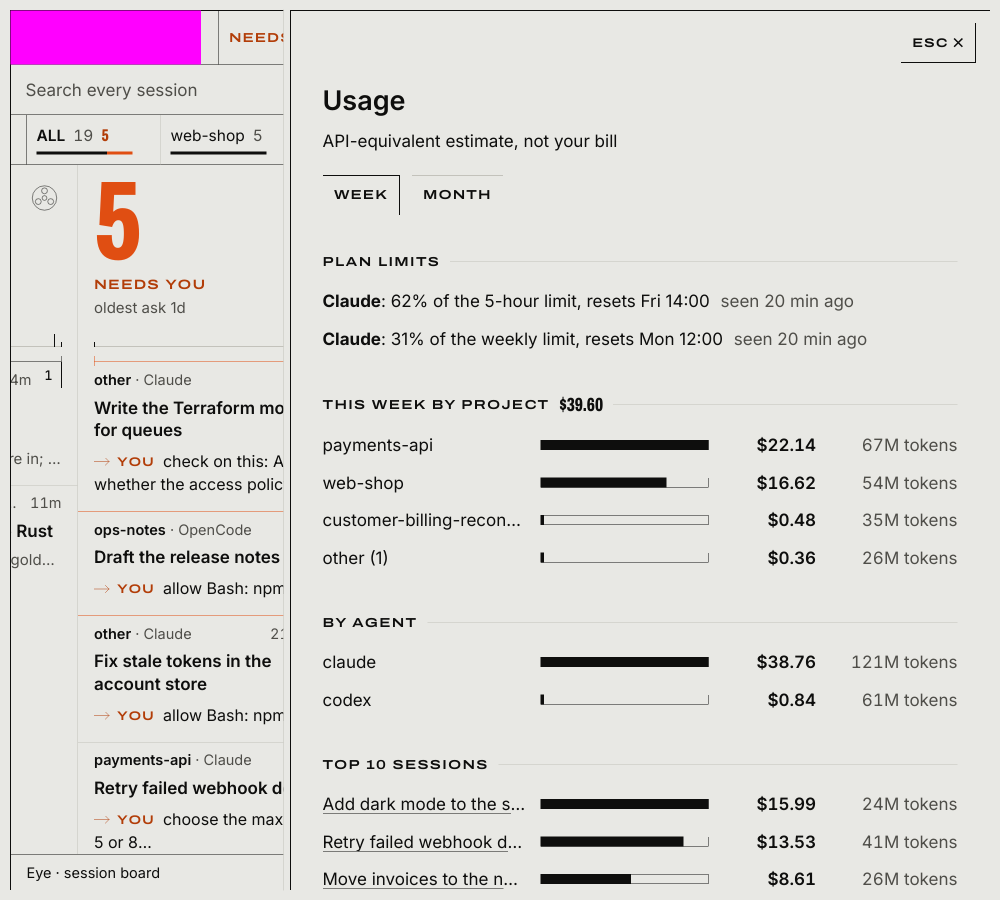 NEEDS
Search every session
ALL 19 5
web-shop 5
5
NEEDS YOU
oldest ask 1d
4m 1
re in; ...
. 11m
Rust
gold...
other · Claude
Write the Terraform mo
for queues
→ YOU check on this: A
whether the access polic
ops-notes · OpenCode
Draft the release notes
→ YOU allow Bash: npm
other · Claude 21
Fix stale tokens in the
account store
→ YOU allow Bash: npm
payments-api · Claude
Retry failed webhook d
→ YOU choose the max
5 or 8...
Eye · session board
ESC ×
Usage
API-equivalent estimate, not your bill
WEEK MONTH
PLAN LIMITS
Claude: 62% of the 5-hour limit, resets Fri 14:00 seen 20 min ago
Claude: 31% of the weekly limit, resets Mon 12:00 seen 20 min ago
THIS WEEK BY PROJECT $39.60
payments-api $22.14 67M tokens
web-shop $16.62 54M tokens
customer-billing-recon... $0.48 35M tokens
other (1) $0.36 26M tokens
BY AGENT
claude $38.76 121M tokens
codex $0.84 61M tokens
TOP 10 SESSIONS
Add dark mode to the s... $15.99 24M tokens
Retry failed webhook d... $13.53 41M tokens
Move invoices to the n... $8.61 26M tokens